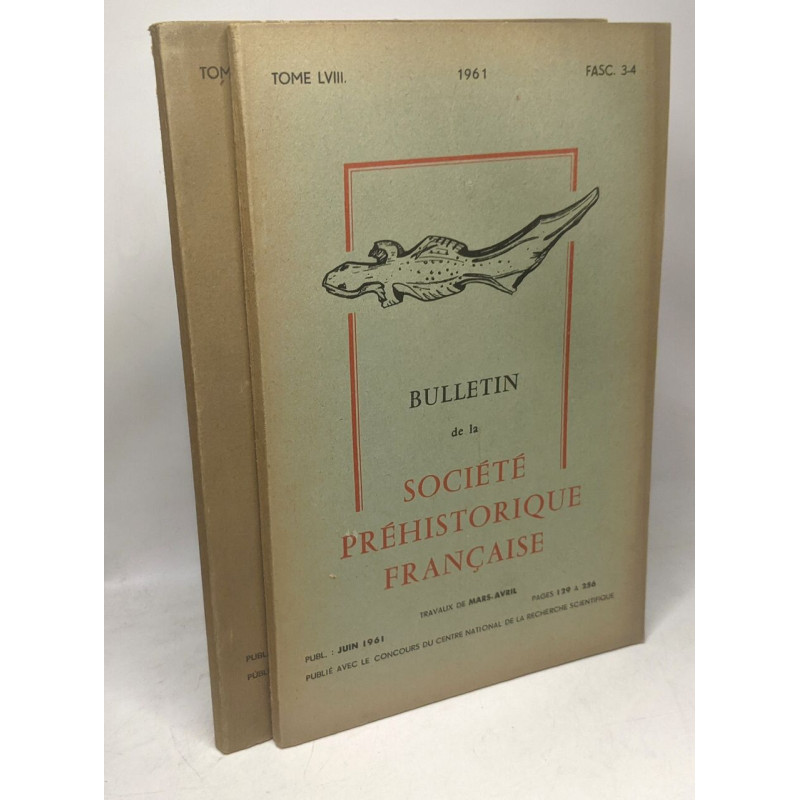 TOME LVIII. 1961 FASC. 3-4
BULLETIN
de la
SOCIÉTÉ
PRÉHISTORIQUE
FRANÇAISE
TRAVAUX DE MARS-AVRIL PAGES 129 à 256
PUBL. : JUIN 1961
PUBLIÉ AVEC LE CONCOURS DU CENTRE NATIONAL DE LA RECHERCHE SCIENTIFIQUE